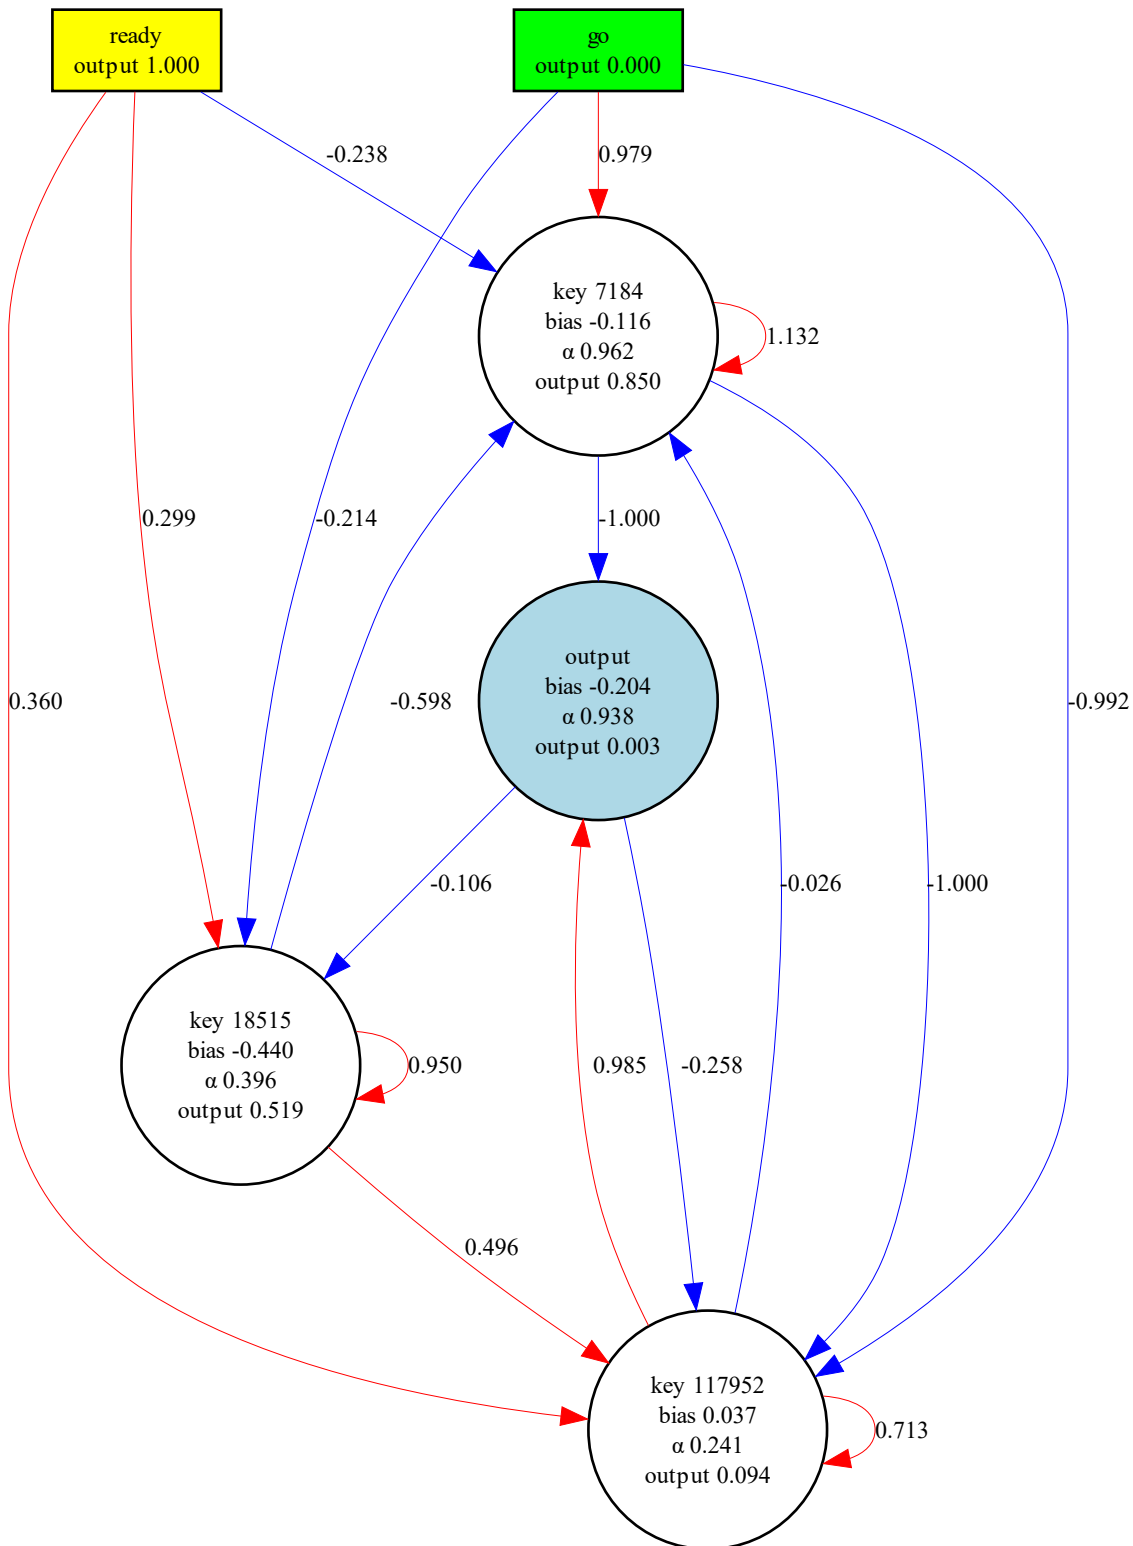 ready
output 1.000
go
output 0.000
-0.238
0.979
key 7184
bias -0.116
α 0.962
output 0.850
1.132
0.299
-0.214
-1.000
output
bias -0.204
α 0.938
output 0.003
0.360
-0.598
-0.992
-0.106
-0.026
-1.000
key 18515
bias -0.440
α 0.396
output 0.519
0.950
0.985
-0.258
0.496
key 117952
bias 0.037
α 0.241
output 0.094
0.713